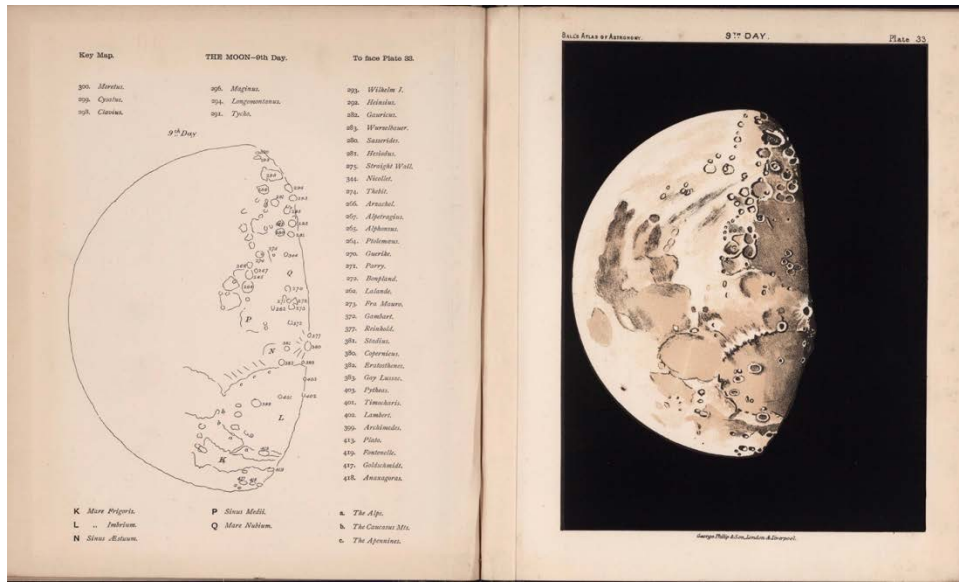 Key Map.
THE MOON—9th Day.
To face Plate 33.
300. Moretus.
299. Cysatus.
298. Clavius.
296. Maginus.
294. Longomontanus.
291. Tycho.
293. Wilhelm I.
292. Heinsius.
282. Gauricus.
283. Wurzelbauer.
280. Sasserides.
281. Hesiodus.
275. Straight Wall.
344. Nicollet.
274. Thebit.
266. Arzachel.
267. Alpetragius.
265. Alphonsus.
264. Ptolemæus.
270. Guerike.
271. Parry.
272. Bonpland.
262. Lalande.
273. Fra Mauro.
372. Gambart.
377. Reinhold.
381. Stadius.
380. Copernicus.
382. Eratosthenes.
383. Gay Lussac.
403. Pytheas.
401. Timocharis.
402. Lambert.
399. Archimedes.
413. Plato.
419. Fontenelle.
417. Goldschmidt.
418. Anaxagoras.
9th Day
Q
P
N
L
K
K Mare Frigoris.
L ,, Imbrium.
N Sinus Æstuum.
P Sinus Medii.
Q Mare Nubium.
a. The Alps.
b. The Caucasus Mts.
c. The Apennines.
BALL'S ATLAS OF ASTRONOMY.
9TH DAY.
Plate 33
George Philip & Son, London & Liverpool.